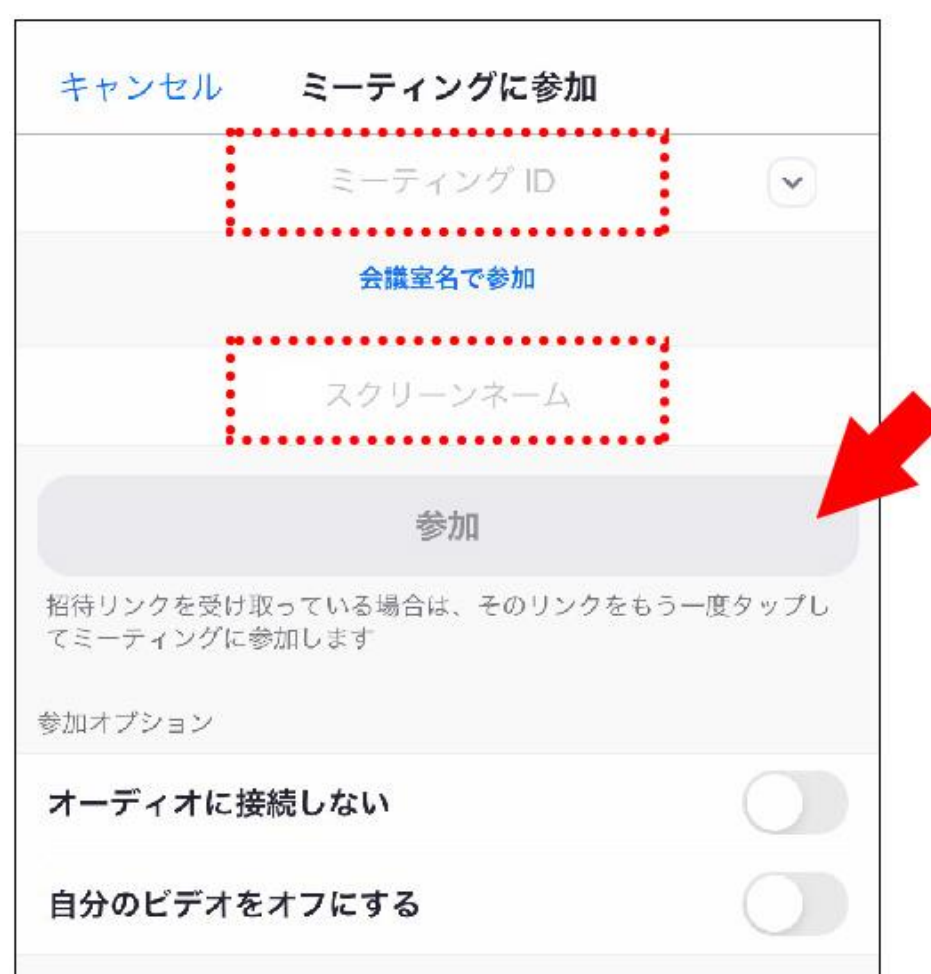 キャンセル ミーティングに参加
ミーティング ID
会議室名で参加
スクリーンネーム
参加
招待リンクを受け取っている場合は、そのリンクをもう一度タップし
てミーティングに参加します
参加オプション
オーディオに接続しない
自分のビデオをオフにする